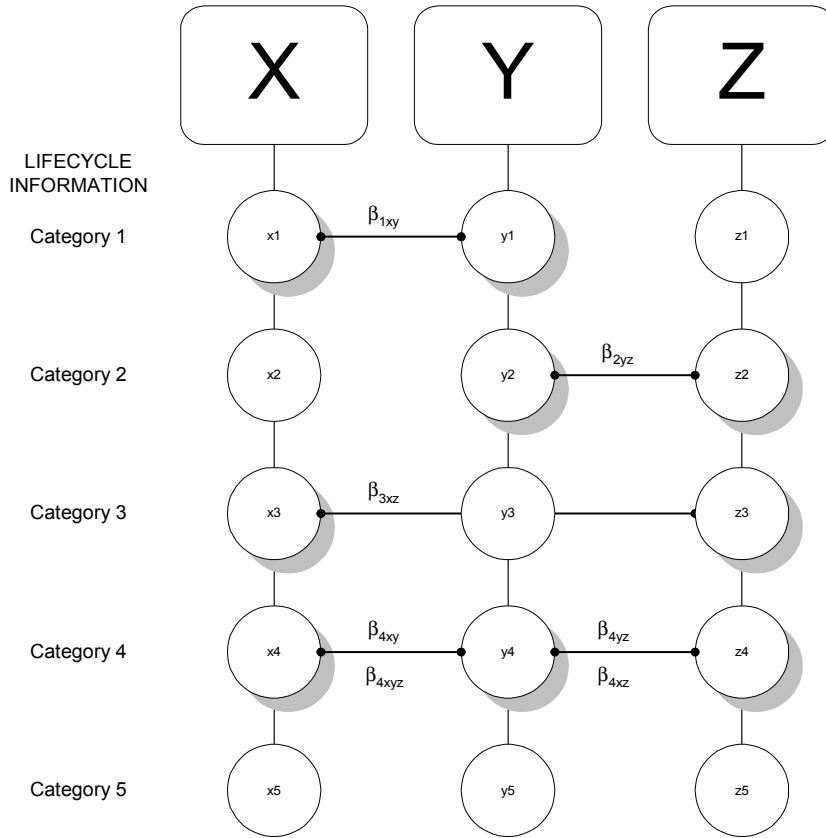 X Y Z
LIFECYCLE
INFORMATION
Category 1 x1 β1xy y1 z1
Category 2 x2 y2 β2yz z2
Category 3 x3 β3xz y3 z3
β4xy β4yz
Category 4 x4 y4 z4
β4xyz β4xz
Category 5 x5 y5 z5